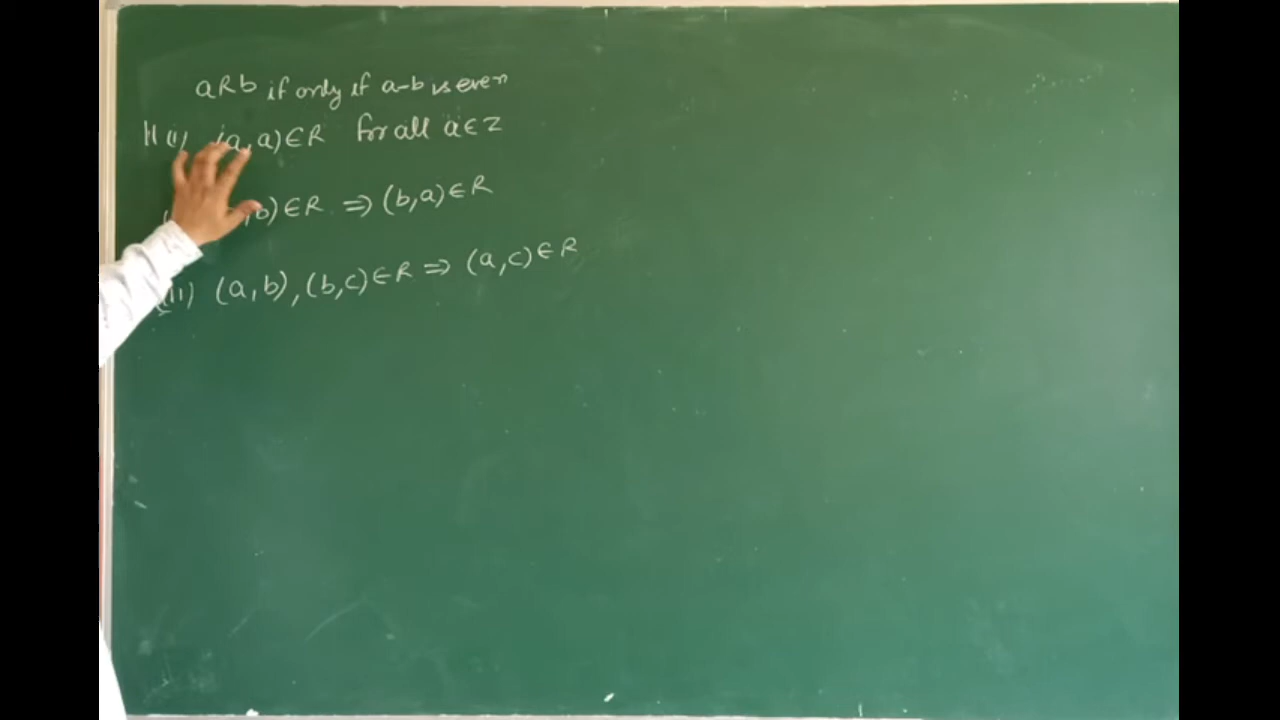 aRb if only if a-b is even
(i) (a,a)∈R for all a∈Z
,b)∈R ⇒ (b,a)∈R
(iii) (a,b),(b,c)∈R ⇒ (a,c)∈R